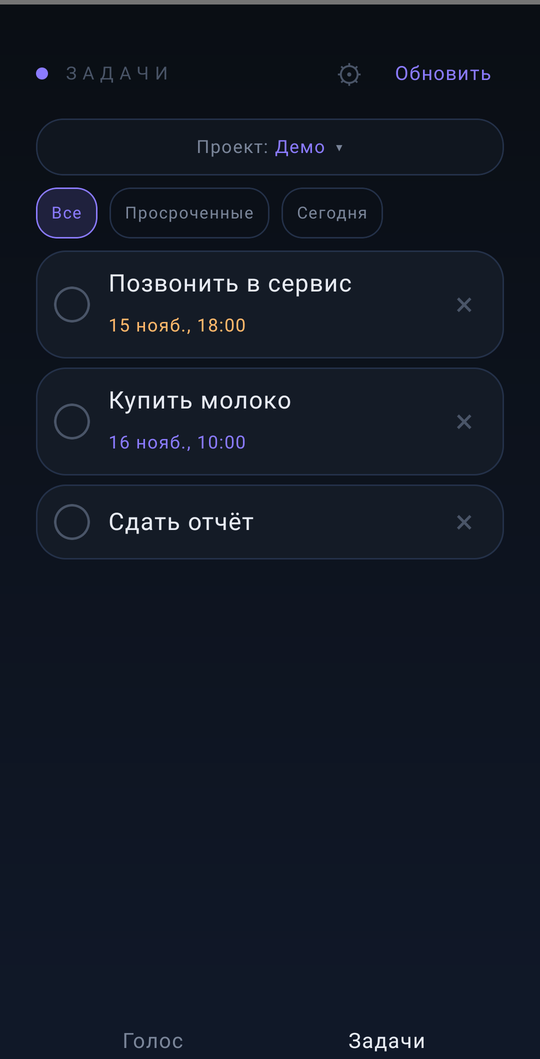 ЗАДАЧИ
Обновить
Проект: Демо ▾
Все
Просроченные
Сегодня
Позвонить в сервис
15 нояб., 18:00
Купить молоко
16 нояб., 10:00
Сдать отчёт
Голос
Задачи